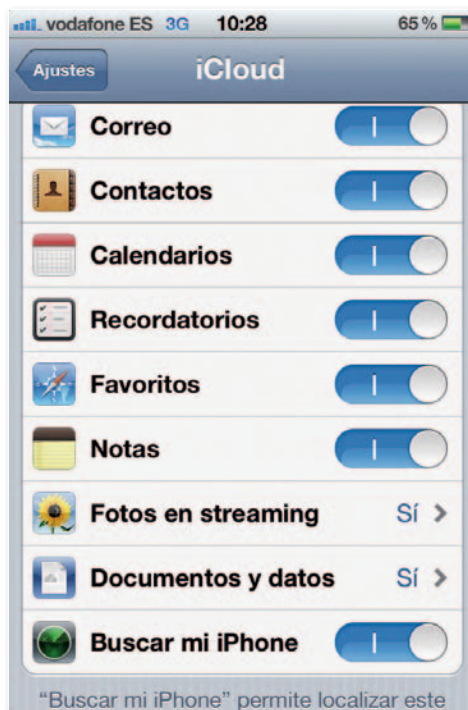 vodafone ES 3G 10:28 65 %
Ajustes iCloud
Correo
Contactos
Calendarios
Recordatorios
Favoritos
Notas
Fotos en streaming Sí
Documentos y datos Sí
Buscar mi iPhone
“Buscar mi iPhone” permite localizar este